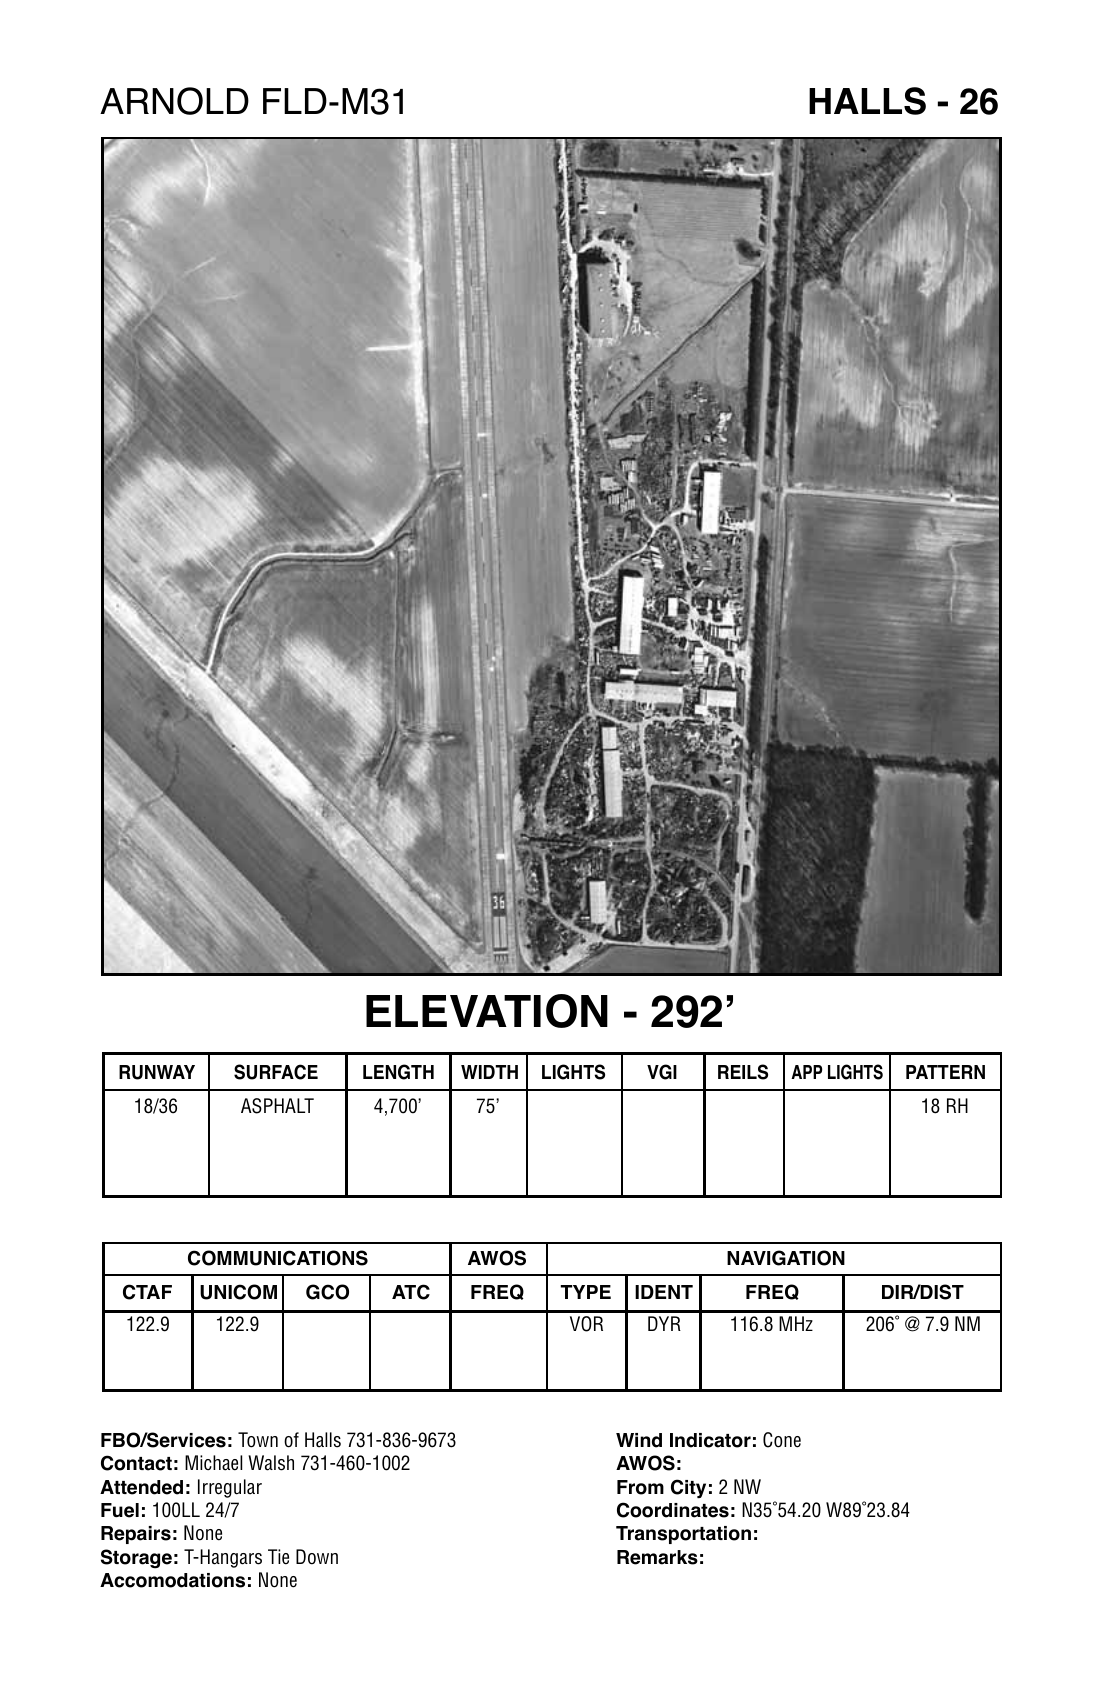 ARNOLD FLD-M31 HALLS - 26
36
ELEVATION - 292’
RUNWAY SURFACE LENGTH WIDTH LIGHTS VGI REILS APP LIGHTS PATTERN
18/36 ASPHALT 4,700’ 75’ 18 RH
COMMUNICATIONS AWOS NAVIGATION
CTAF UNICOM GCO ATC FREQ TYPE IDENT FREQ DIR/DIST
122.9 122.9 VOR DYR 116.8 MHz 206˚ @ 7.9 NM
FBO/Services: Town of Halls 731-836-9673
Contact: Michael Walsh 731-460-1002
Attended: Irregular
Fuel: 100LL 24/7
Repairs: None
Storage: T-Hangars Tie Down
Accomodations: None
Wind Indicator: Cone
AWOS:
From City: 2 NW
Coordinates: N35˚54.20 W89˚23.84
Transportation:
Remarks: